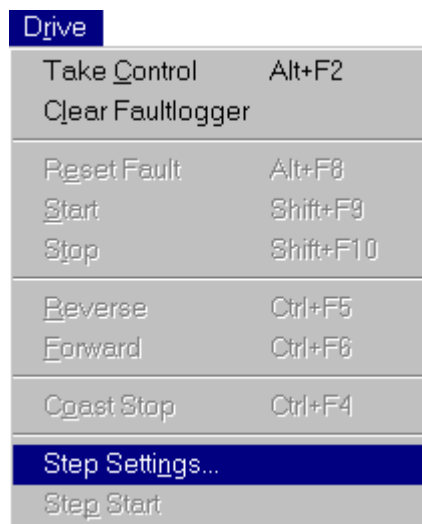 Drive
Take Control Alt+F2
Clear Faultlogger
Reset Fault Alt+F8
Start Shift+F9
Stop Shift+F10
Reverse Ctrl+F5
Forward Ctrl+F6
Coast Stop Ctrl+F4
Step Settings...
Step Start